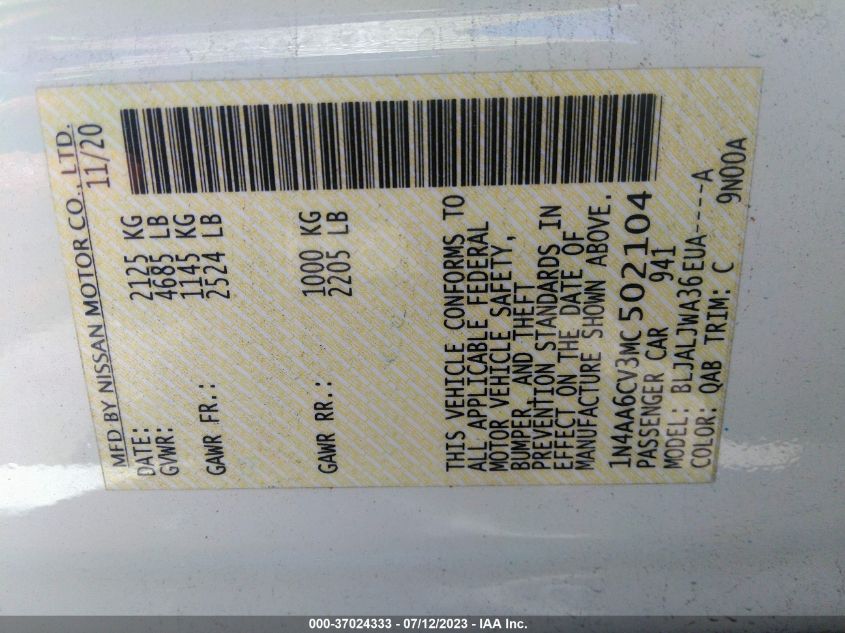 MFD BY NISSAN MOTOR CO., LTD.
DATE: 11/20
GVWR: 2125 KG
4685 LB
GAWR FR.: 1145 KG
2524 LB
GAWR RR.: 1000 KG
2205 LB
THIS VEHICLE CONFORMS TO
ALL APPLICABLE FEDERAL
MOTOR VEHICLE SAFETY,
BUMPER, AND THEFT
PREVENTION STANDARDS IN
EFFECT ON THE DATE OF
MANUFACTURE SHOWN ABOVE.
1N4AA6CV3MC502104
PASSENGER CAR 941
MODEL: BLJALJWA36EUA----A
COLOR: QAB TRIM: C 9N00A
000-37024333 - 07/12/2023 - IAA Inc.